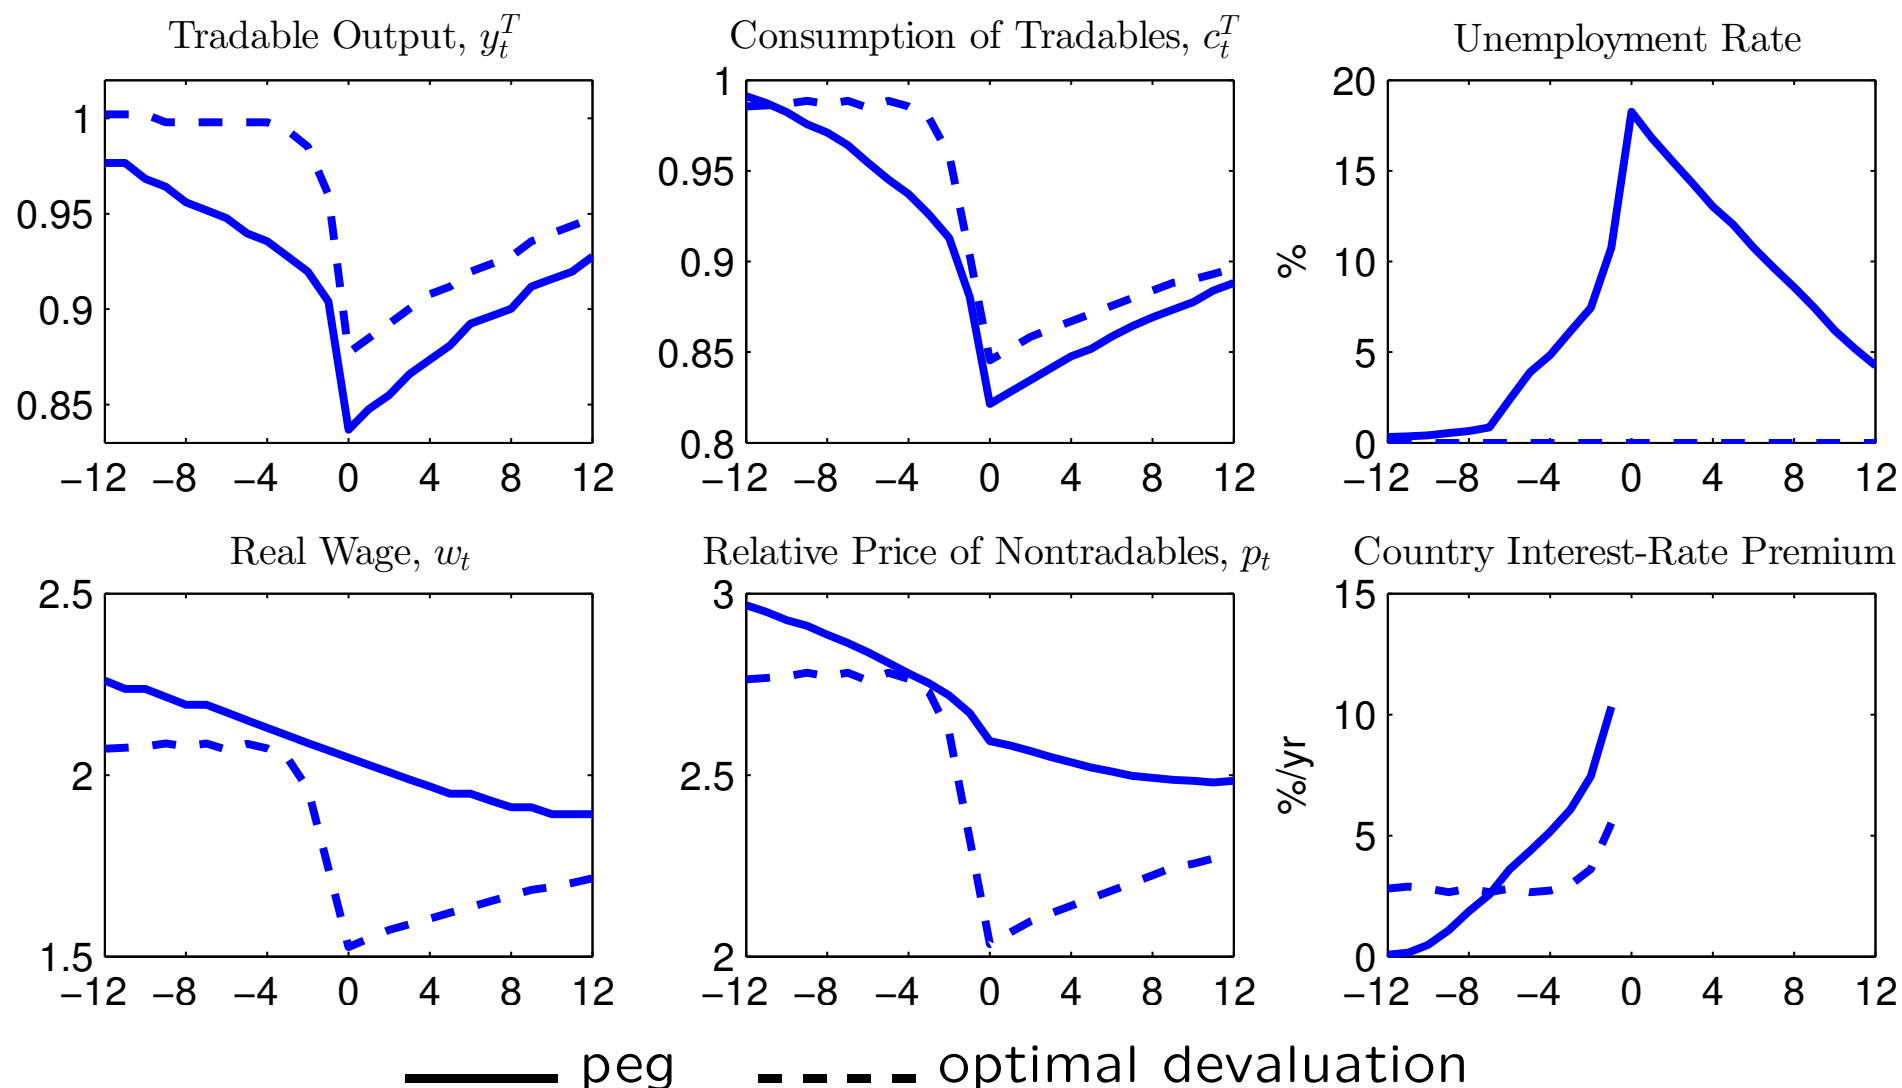 Tradable Output, y_t^T
1
0.95
0.9
0.85
−12 −8 −4 0 4 8 12
Consumption of Tradables, c_t^T
1
0.95
0.9
0.85
0.8
−12 −8 −4 0 4 8 12
Unemployment Rate
%
20
15
10
5
0
−12 −8 −4 0 4 8 12
Real Wage, w_t
2.5
2
1.5
−12 −8 −4 0 4 8 12
Relative Price of Nontradables, p_t
3
2.5
2
−12 −8 −4 0 4 8 12
Country Interest-Rate Premium
%/yr
15
10
5
0
−12 −8 −4 0 4 8 12
peg optimal devaluation